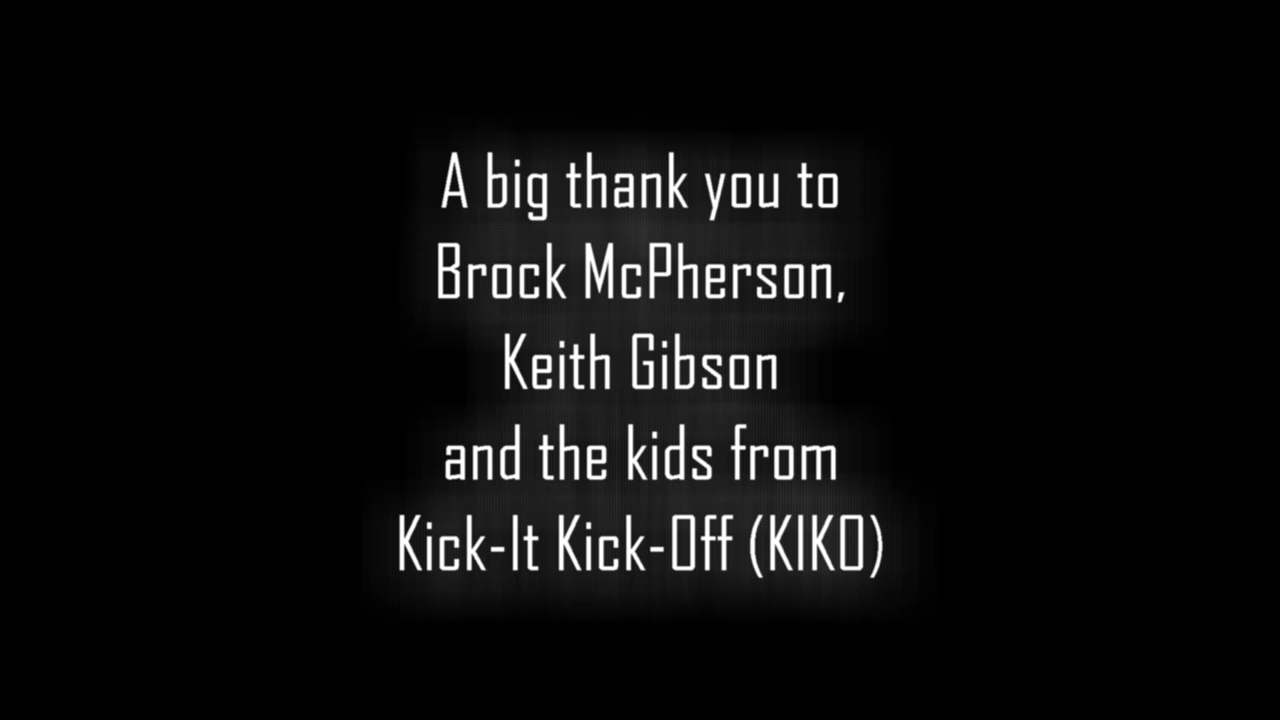 A big thank you to
Brock McPherson,
Keith Gibson
and the kids from
Kick-It Kick-Off (KIKO)